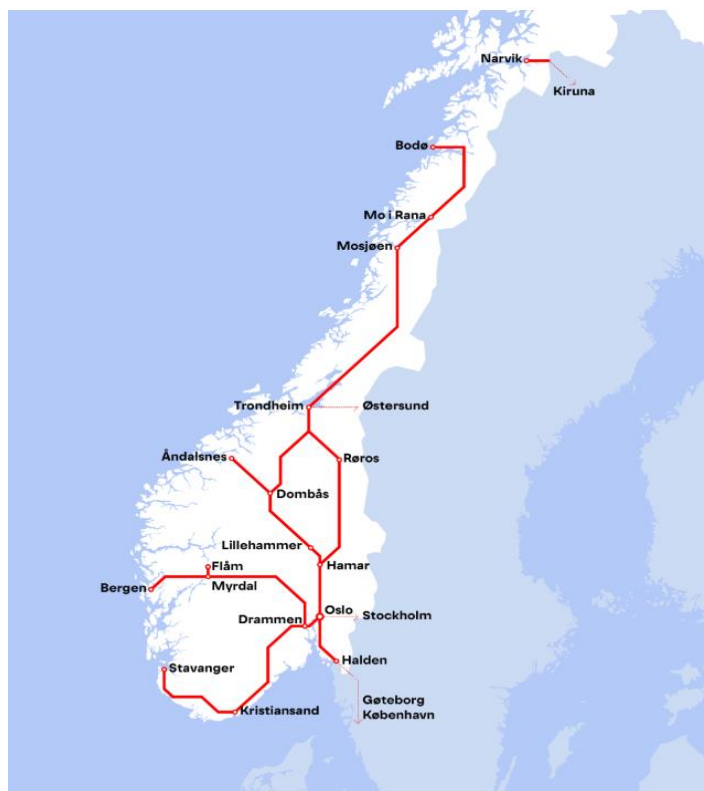 Narvik
Kiruna
Bodø
Mo i Rana
Mosjøen
Trondheim
Østersund
Åndalsnes
Røros
Dombås
Lillehammer
Hamar
Flåm
Bergen
Myrdal
Oslo
Stockholm
Drammen
Halden
Stavanger
Gøteborg
København
Kristiansand